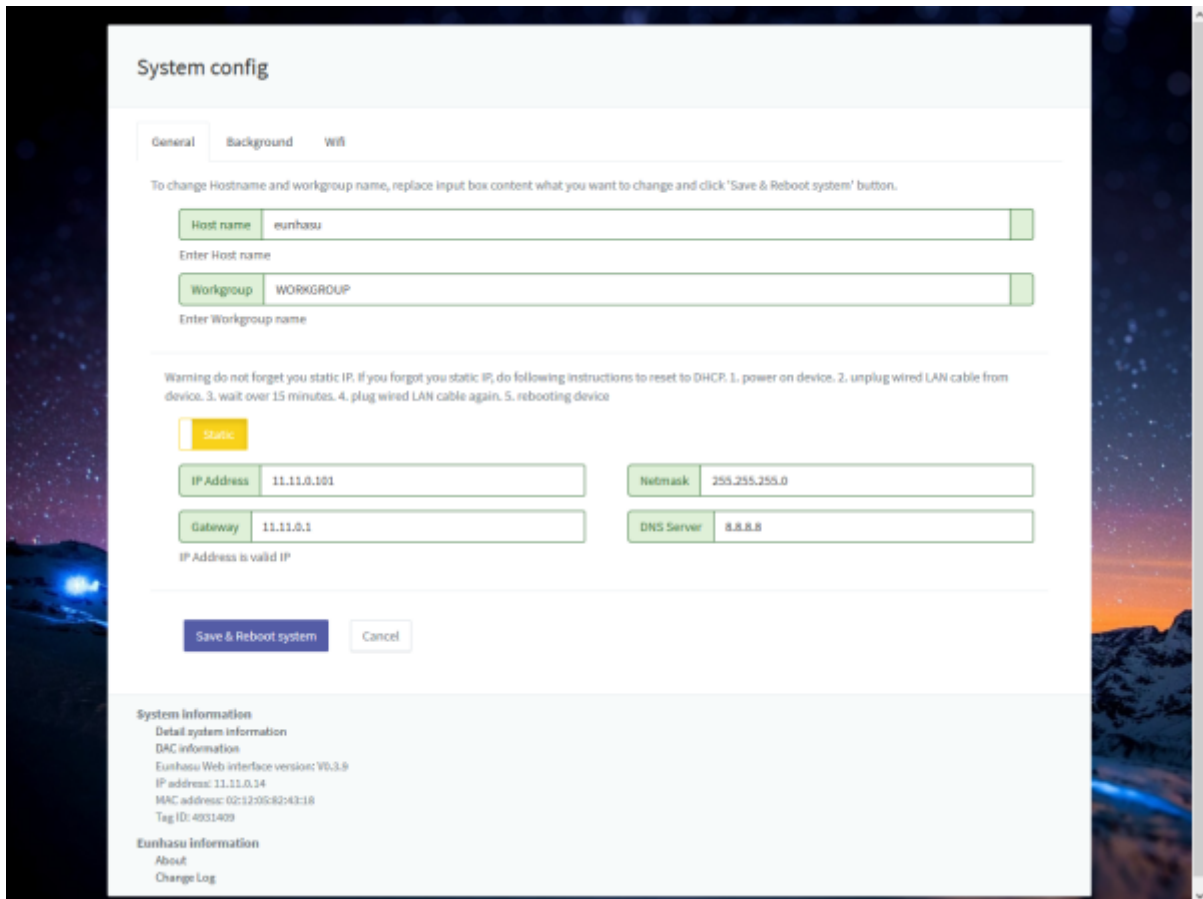 System config
General Background Wifi
To change Hostname and workgroup name, replace input box content what you want to change and click 'Save & Reboot system' button.
Host name eunhasu
Enter Host name
Workgroup WORKGROUP
Enter Workgroup name
Warning do not forget you static IP. If you forgot you static IP, do following instructions to reset to DHCP. 1. power on device. 2. unplug wired LAN cable from
device. 3. wait over 15 minutes. 4. plug wired LAN cable again. 5. rebooting device
Static
IP Address 11.11.0.101 Netmask 255.255.255.0
Gateway 11.11.0.1 DNS Server 8.8.8.8
IP Address is valid IP
Save & Reboot system Cancel
System information
Detail system information
DAC information
Eunhasu Web interface version: V0.3.9
IP address: 11.11.0.14
MAC address: 02:12:05:82:43:18
Tag ID: 4931409
Eunhasu information
About
Change Log